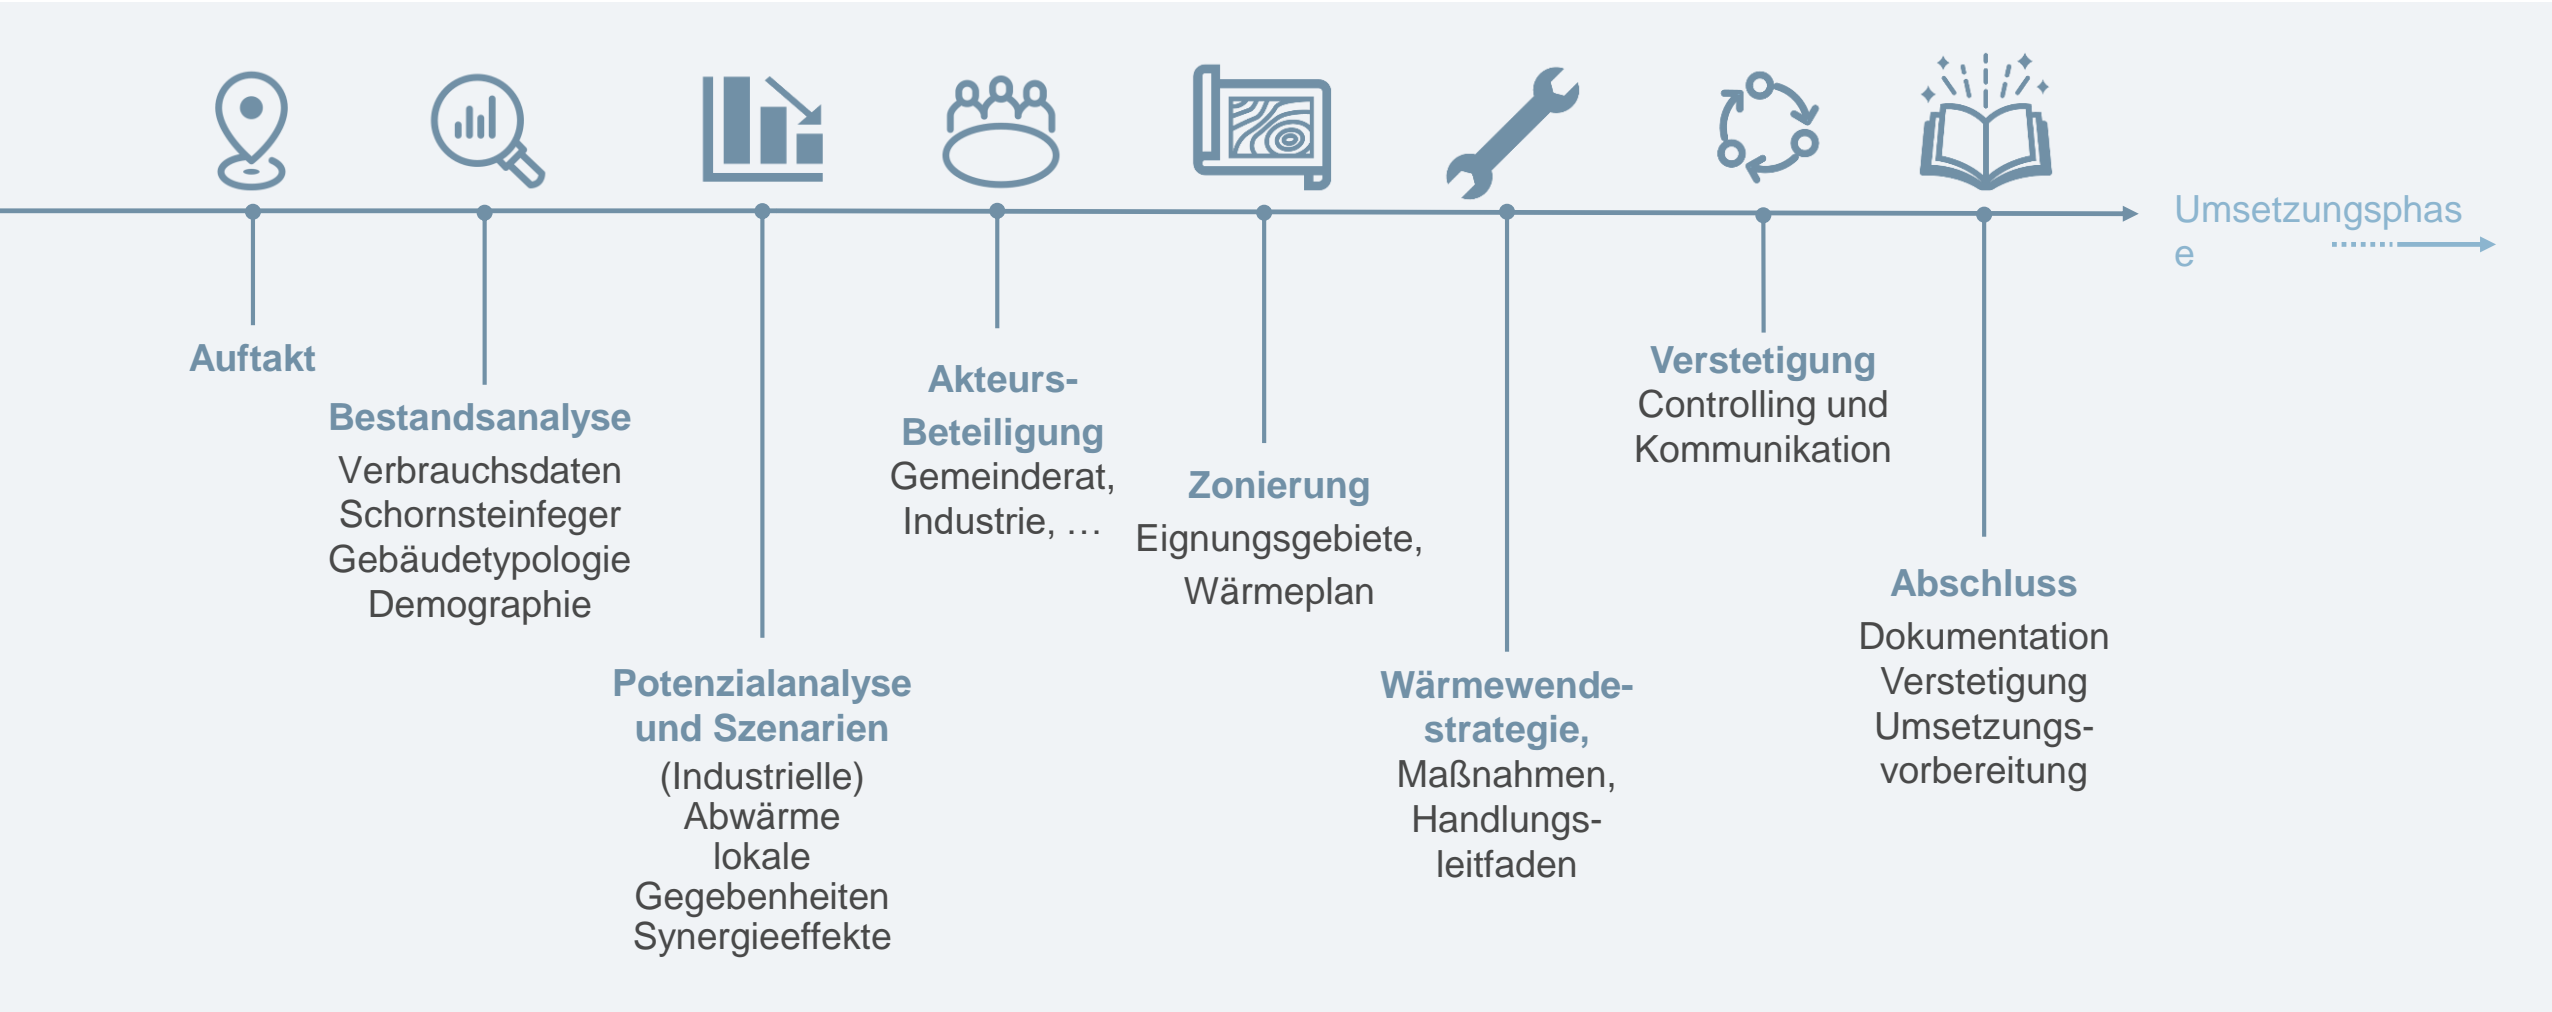 Umsetzungsphas
e
Auftakt
Bestandsanalyse
Verbrauchsdaten
Schornsteinfeger
Gebäudetypologie
Demographie
Potenzialanalyse
und Szenarien
(Industrielle)
Abwärme
lokale
Gegebenheiten
Synergieeffekte
Akteurs-
Beteiligung
Gemeinderat,
Industrie, …
Zonierung
Eignungsgebiete,
Wärmeplan
Wärmewende-
strategie,
Maßnahmen,
Handlungs-
leitfaden
Verstetigung
Controlling und
Kommunikation
Abschluss
Dokumentation
Verstetigung
Umsetzungs-
vorbereitung